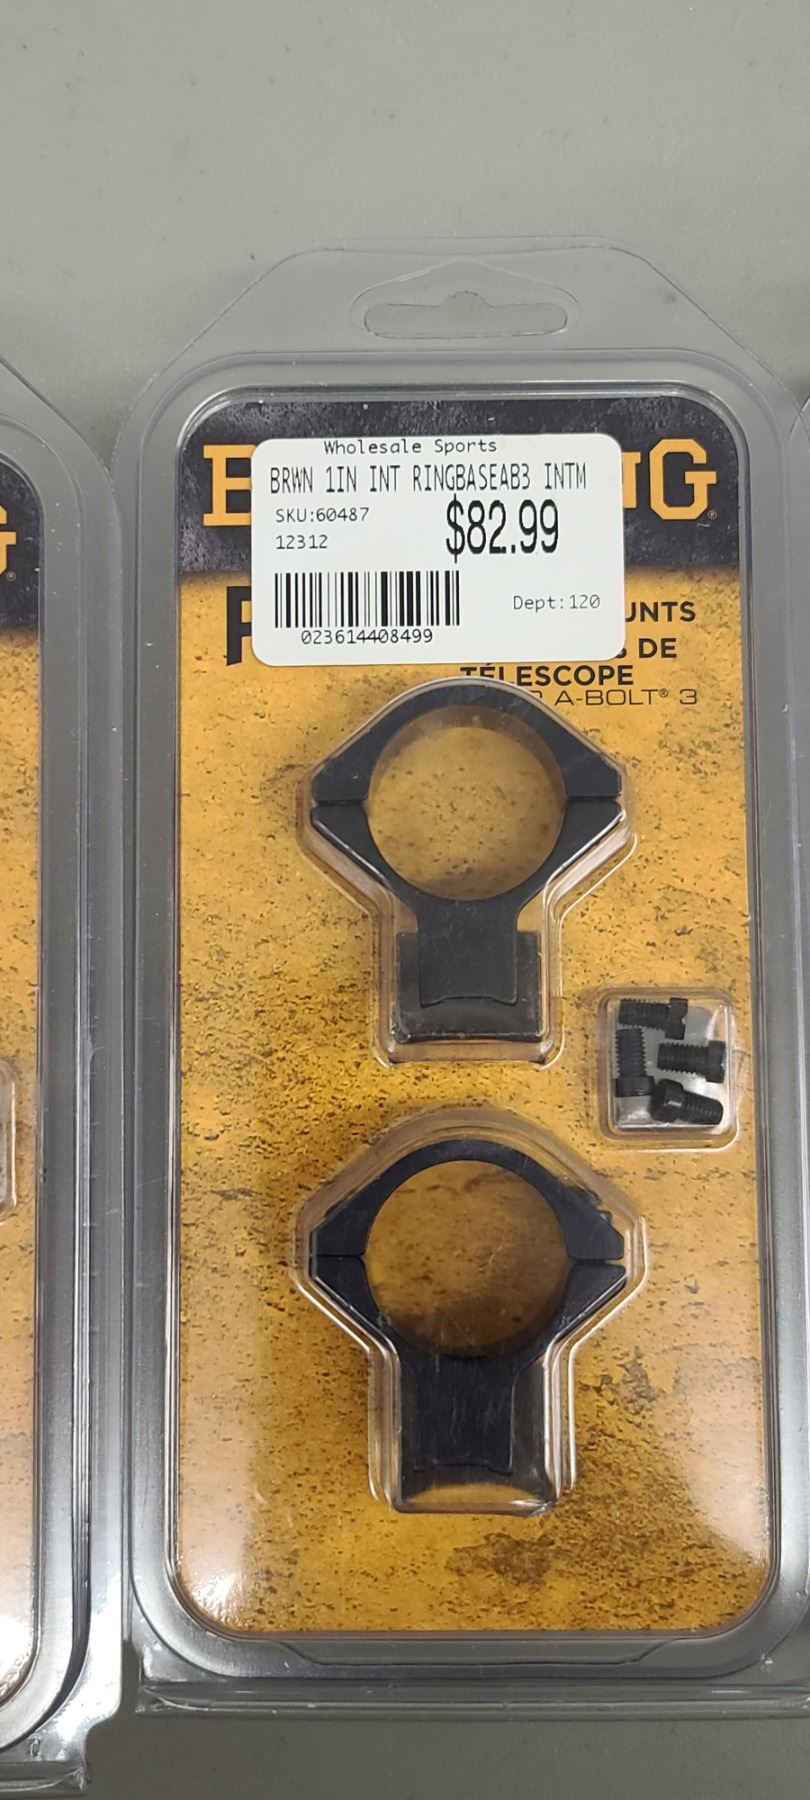 Wholesale Sports
BRWN 1IN INT RINGBASEAB3 INTM
SKU:60487
$82.99
12312
Dept:120
023614408499
DE
TÉLESCOPE
A-BOLT® 3